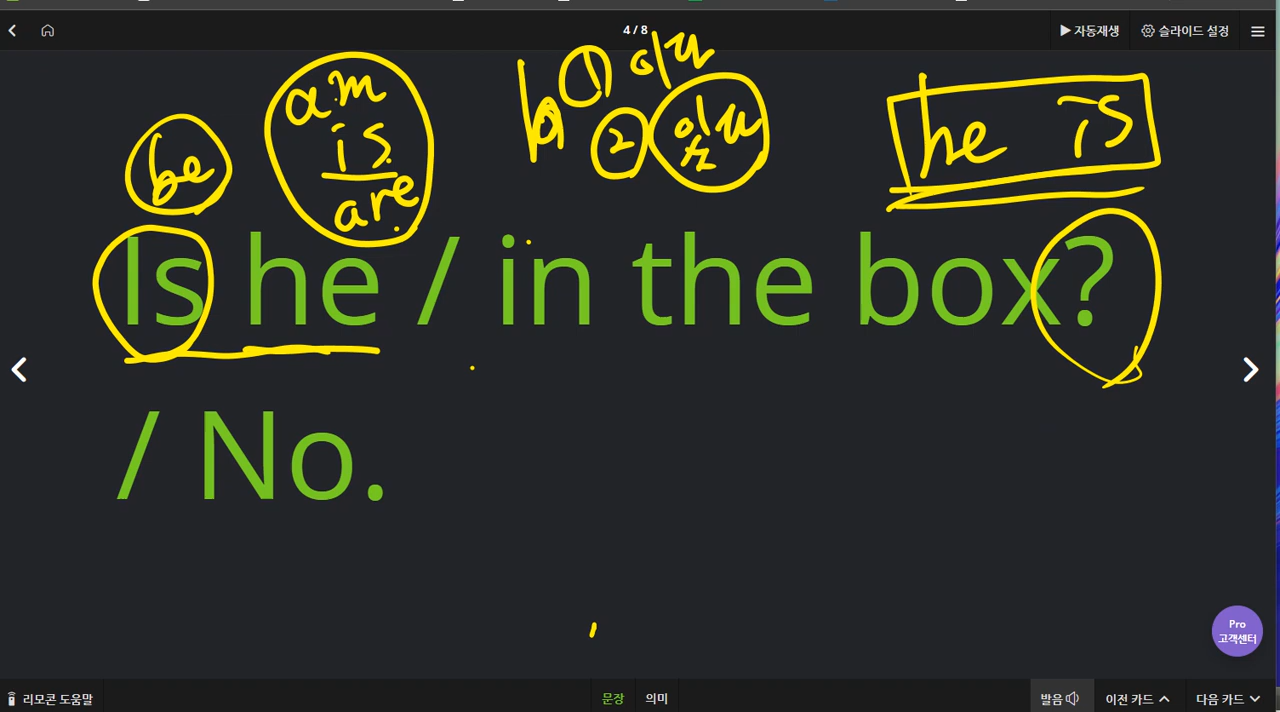 4 / 8
자동재생
슬라이드 설정
be
am
is
are
1 이다
2 있다
he is
Is he / in the box?
/ No.
Pro
고객센터
리모콘 도움말
문장
의미
발음
이전 카드
다음 카드